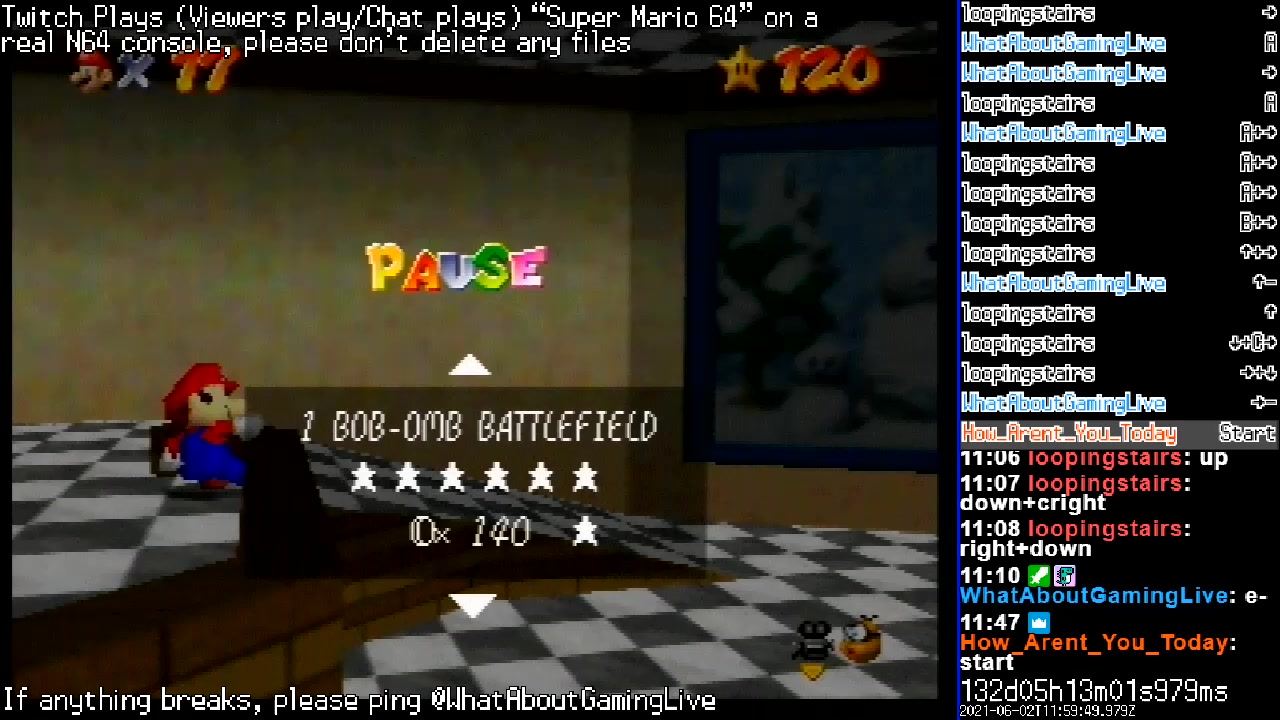 Twitch Plays (Viewers play/Chat plays) “Super Mario 64” on a
real N64 console, please don't delete any files
x 77
120
PAUSE
1 BOB-OMB BATTLEFIELD
★★★★★★
x 140 ★
If anything breaks, please ping @WhatAboutGamingLive
loopingstairs →
WhatAboutGamingLive A
WhatAboutGamingLive →
loopingstairs A
WhatAboutGamingLive A+→
loopingstairs A+→
loopingstairs A+→
loopingstairs B+→
loopingstairs ↑+→
WhatAboutGamingLive ↑-
loopingstairs ↑
loopingstairs ↓+C→
loopingstairs →+↓
WhatAboutGamingLive →-
How_Arent_You_Today Start
11:06 loopingstairs: up
11:07 loopingstairs:
down+cright
11:08 loopingstairs:
right+down
11:10
WhatAboutGamingLive: e-
11:47
How_Arent_You_Today:
start
132d05h13m01s979ms
2021-06-02T11:59:49.979Z